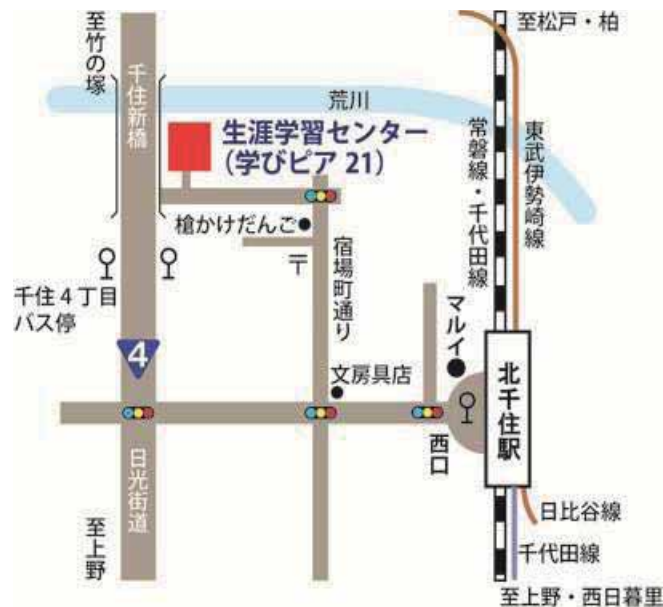 至松戸・柏
至竹の塚
千住新橋
荒川
生涯学習センター
(学びピア 21)
常磐線・千代田線
東武伊勢崎線
槍かけだんご
〒
宿場町通り
千住 4 丁目
バス停
4
マルイ
文房具店
北千住駅
西口
日光街道
至上野
日比谷線
千代田線
至上野・西日暮里